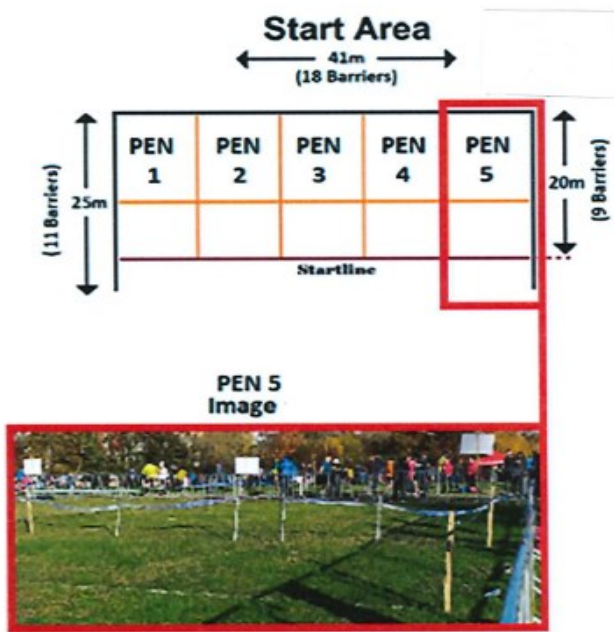 Start Area
41m
(18 Barriers)
PEN
1
PEN
2
PEN
3
PEN
4
PEN
5
(11 Barriers)
25m
20m
(9 Barriers)
Startline
PEN 5
Image